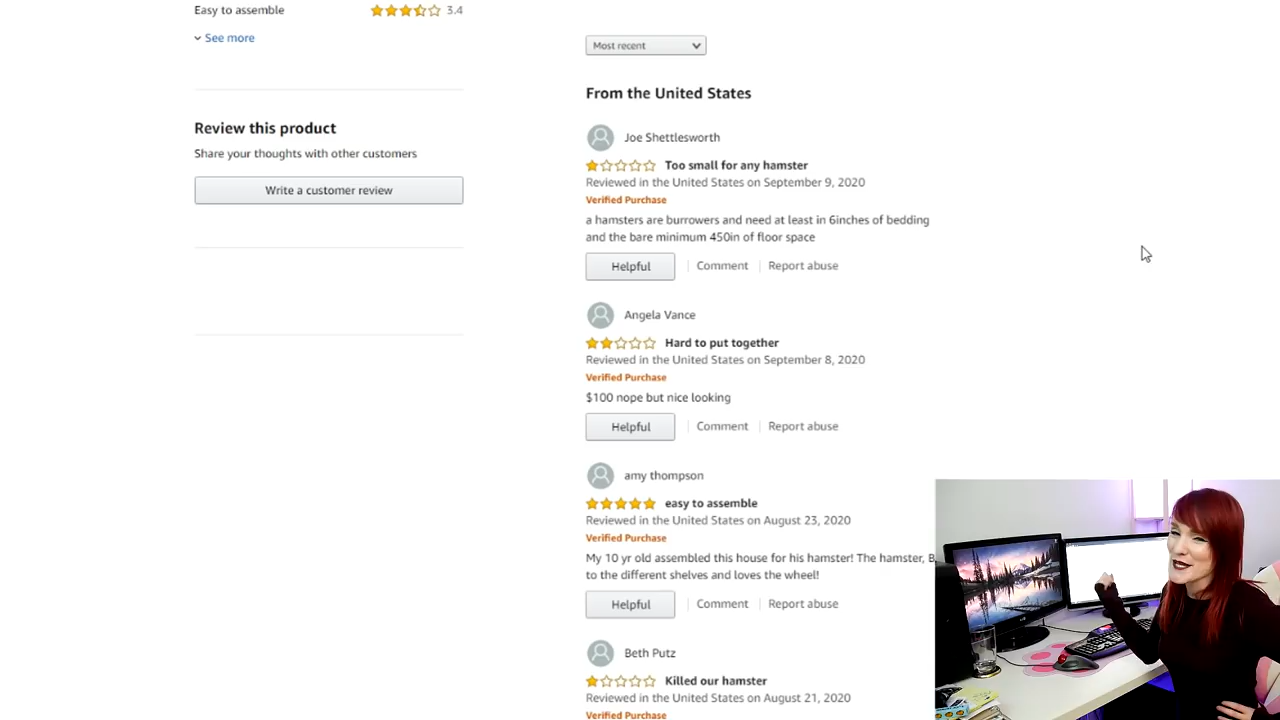 Easy to assemble 3.4
See more
Review this product
Share your thoughts with other customers
Write a customer review
Most recent
From the United States
Joe Shettlesworth
Too small for any hamster
Reviewed in the United States on September 9, 2020
Verified Purchase
a hamsters are burrowers and need at least in 6inches of bedding
and the bare minimum 450in of floor space
Helpful Comment Report abuse
Angela Vance
Hard to put together
Reviewed in the United States on September 8, 2020
Verified Purchase
$100 nope but nice looking
Helpful Comment Report abuse
amy thompson
easy to assemble
Reviewed in the United States on August 23, 2020
Verified Purchase
My 10 yr old assembled this house for his hamster! The hamster,
to the different shelves and loves the wheel!
Helpful Comment Report abuse
Beth Putz
Killed our hamster
Reviewed in the United States on August 21, 2020
Verified Purchase